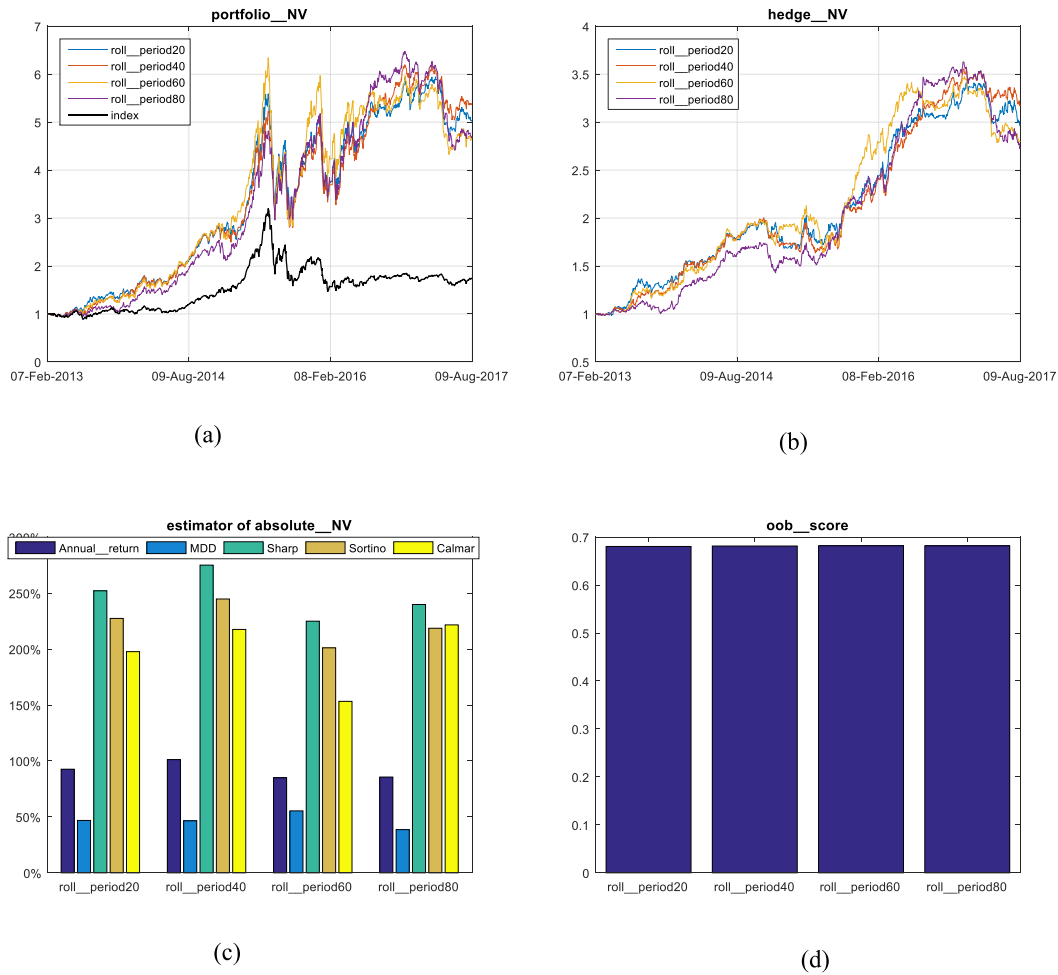 portfolio__NV
7
6
5
4
3
2
1
0
roll__period20
roll__period40
roll__period60
roll__period80
index
07-Feb-2013 09-Aug-2014 08-Feb-2016 09-Aug-2017
(a)
hedge__NV
4
3.5
3
2.5
2
1.5
1
0.5
roll__period20
roll__period40
roll__period60
roll__period80
07-Feb-2013 09-Aug-2014 08-Feb-2016 09-Aug-2017
(b)
estimator of absolute__NV
300%
Annual__return MDD Sharp Sortino Calmar
250%
200%
150%
100%
50%
0%
roll__period20 roll__period40 roll__period60 roll__period80
(c)
oob__score
0.7
0.6
0.5
0.4
0.3
0.2
0.1
0
roll__period20 roll__period40 roll__period60 roll__period80
(d)